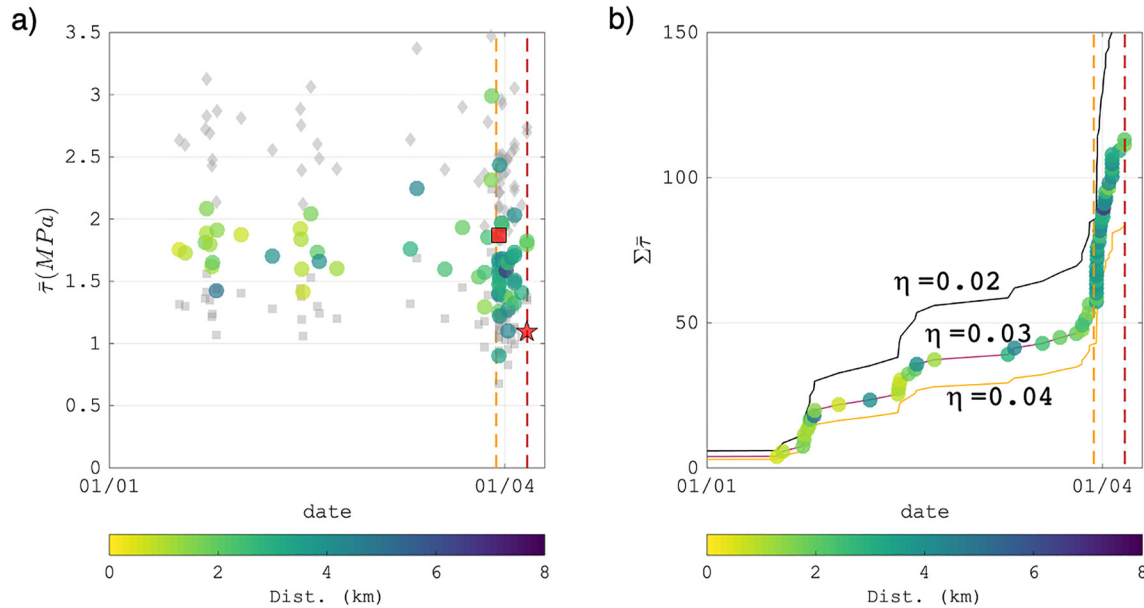 a)
3.5
3
2.5
2
1.5
1
0.5
0
τ̄(MPa)
01/01 01/04
date
0 2 4 6 8
Dist. (km)
b)
150
100
50
0
Στ̄
η=0.02
η=0.03
η=0.04
01/01 01/04
date
0 2 4 6 8
Dist. (km)